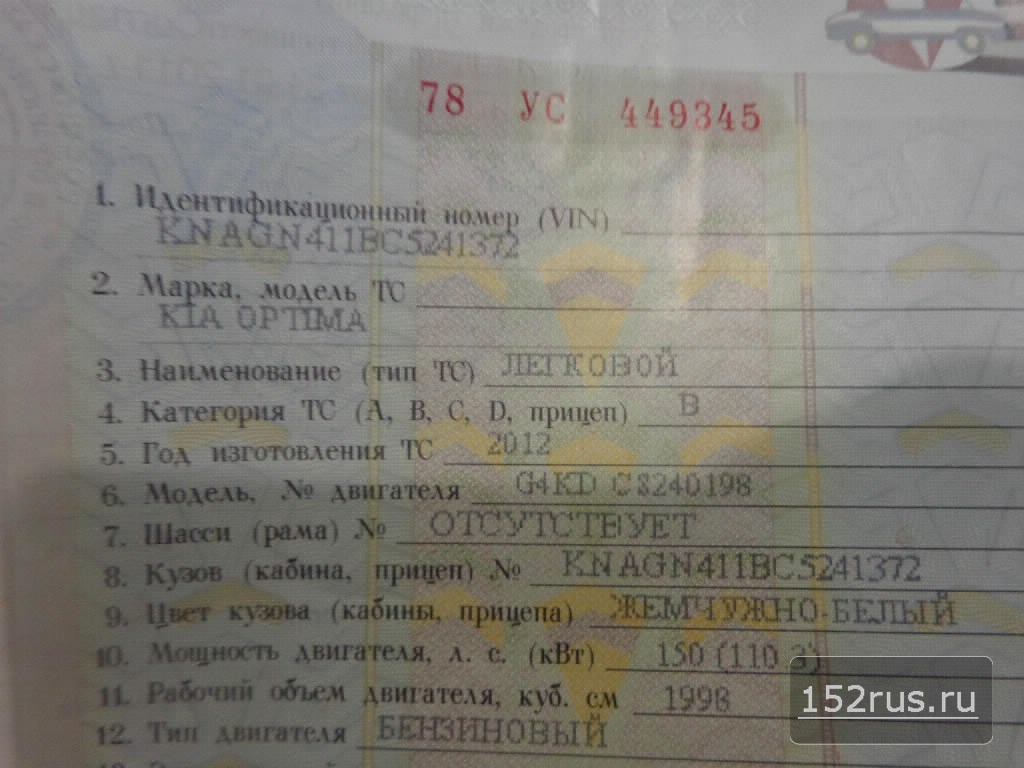 78 УС 449345
1. Идентификационный номер (VIN)
KNAGN411BC5241372
2. Марка, модель ТС
KIA OPTIMA
3. Наименование (тип ТС) ЛЕГКОВОЙ
4. Категория ТС (A, B, C, D, прицеп) B
5. Год изготовления ТС 2012
6. Модель, № двигателя G4KD C8240198
7. Шасси (рама) № ОТСУТСТВУЕТ
8. Кузов (кабина, прицеп) № KNAGN411BC5241372
9. Цвет кузова (кабины, прицепа) ЖЕМЧУЖНО-БЕЛЫЙ
10. Мощность двигателя, л. с. (кВт) 150 (110
11. Рабочий объем двигателя, куб. см 1998
12. Тип двигателя БЕНЗИНОВЫЙ
152rus.ru